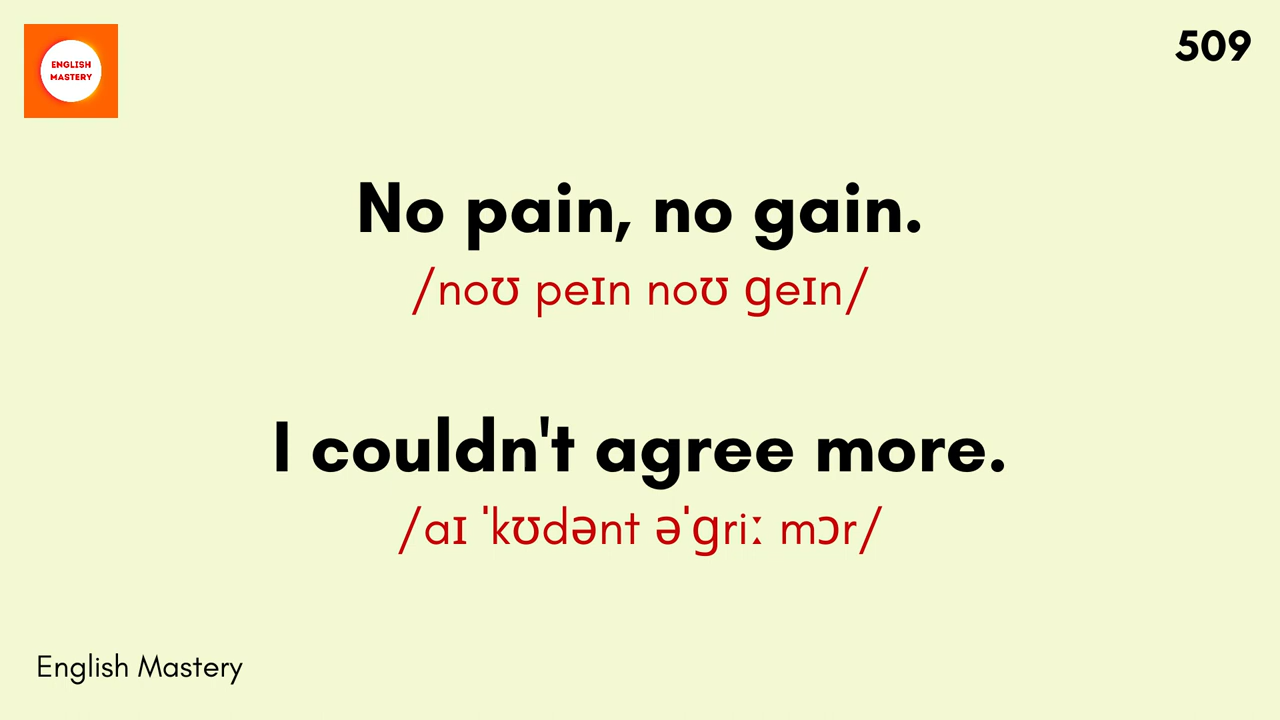 ENGLISH
MASTERY
509
No pain, no gain.
/noʊ peɪn noʊ ɡeɪn/
I couldn't agree more.
/aɪ ˈkʊdənt əˈɡriː mɔr/
English Mastery